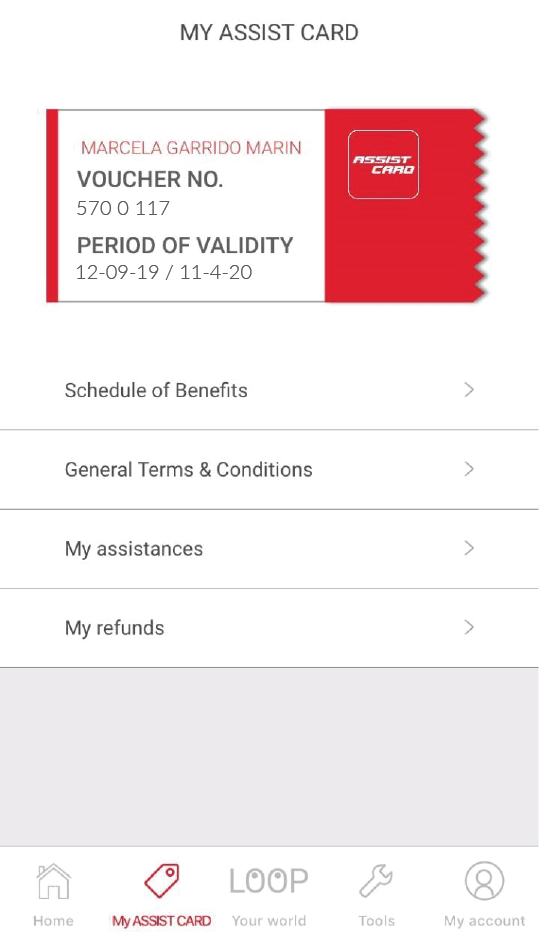 MY ASSIST CARD
MARCELA GARRIDO MARIN
ASSIST
CARD
VOUCHER NO.
570 0 117
PERIOD OF VALIDITY
12-09-19 / 11-4-20
Schedule of Benefits
General Terms & Conditions
My assistances
My refunds
LOOP
Home
My ASSIST CARD
Your world
Tools
My account